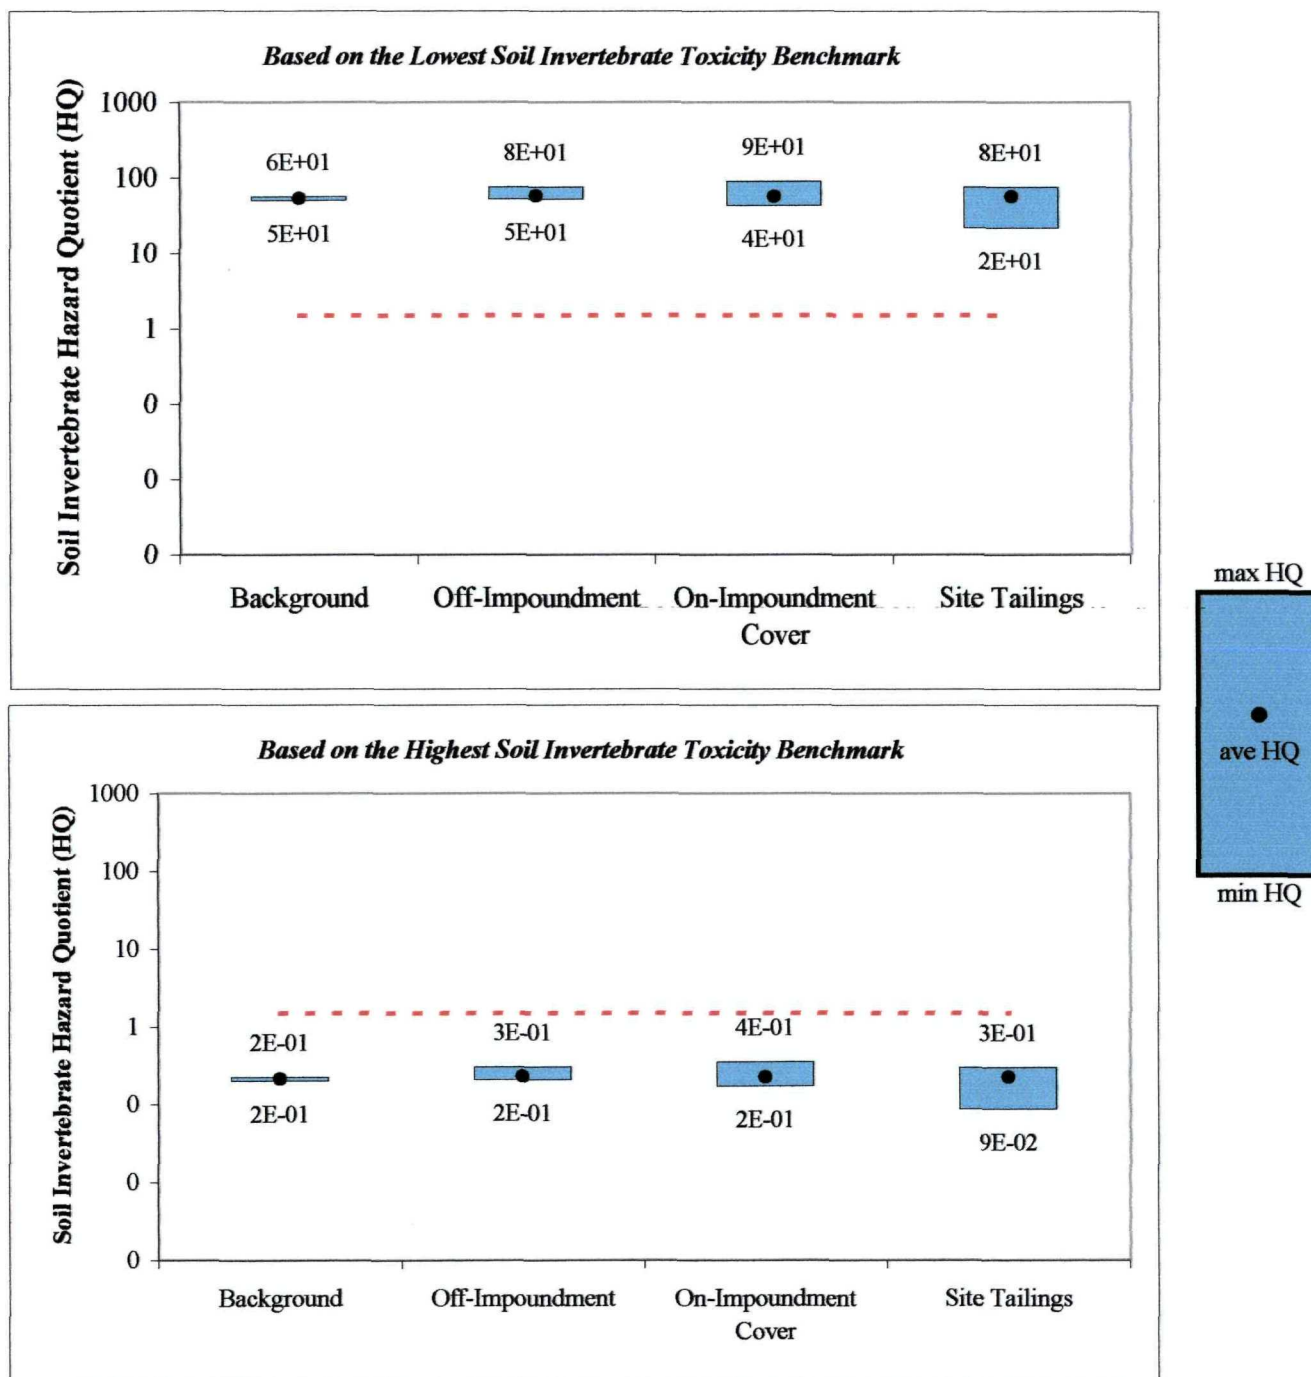 Based on the Lowest Soil Invertebrate Toxicity Benchmark
Soil Invertebrate Hazard Quotient (HQ)
1000
100
10
1
0
0
0
6E+01
8E+01
9E+01
8E+01
5E+01
5E+01
4E+01
2E+01
Background
Off-Impoundment
On-Impoundment
Cover
Site Tailings
max HQ
ave HQ
min HQ
Based on the Highest Soil Invertebrate Toxicity Benchmark
Soil Invertebrate Hazard Quotient (HQ)
1000
100
10
1
0
0
0
2E-01
3E-01
4E-01
3E-01
2E-01
2E-01
2E-01
9E-02
Background
Off-Impoundment
On-Impoundment
Cover
Site Tailings